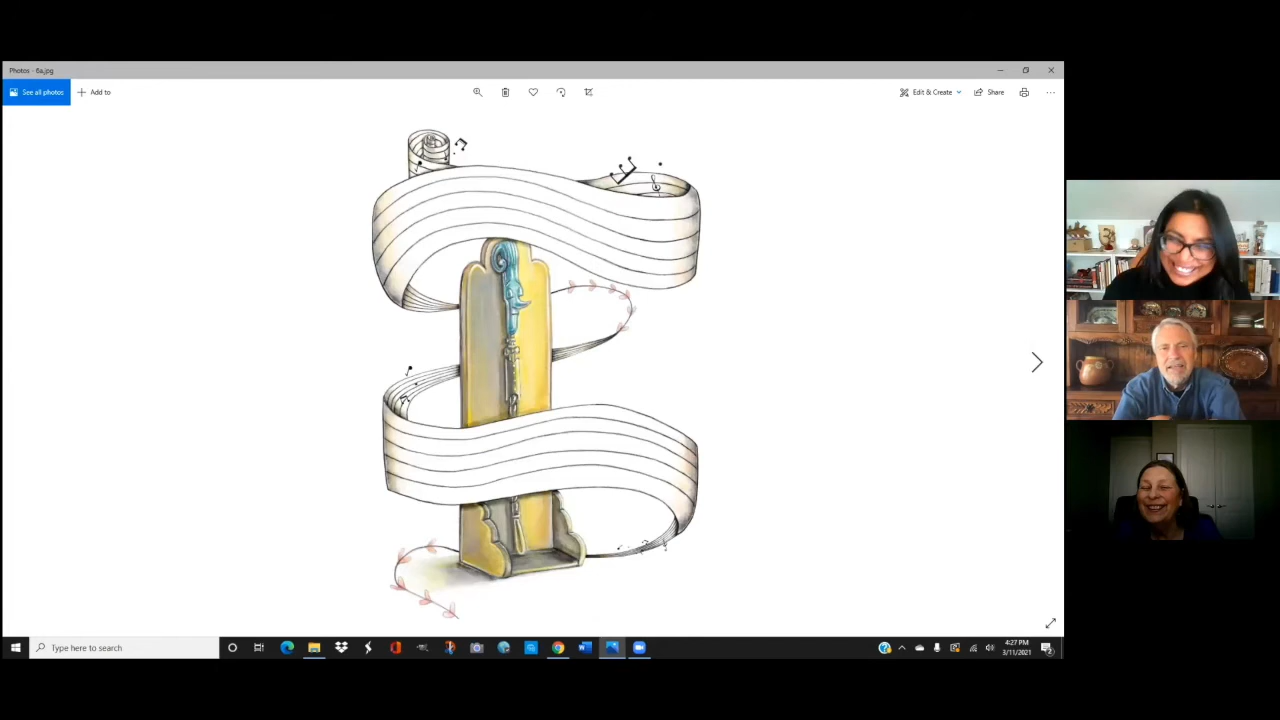 Photos - 6a.jpg
See all photos
Add to
Edit & Create
Share
Type here to search
4:27 PM
3/11/2021
2